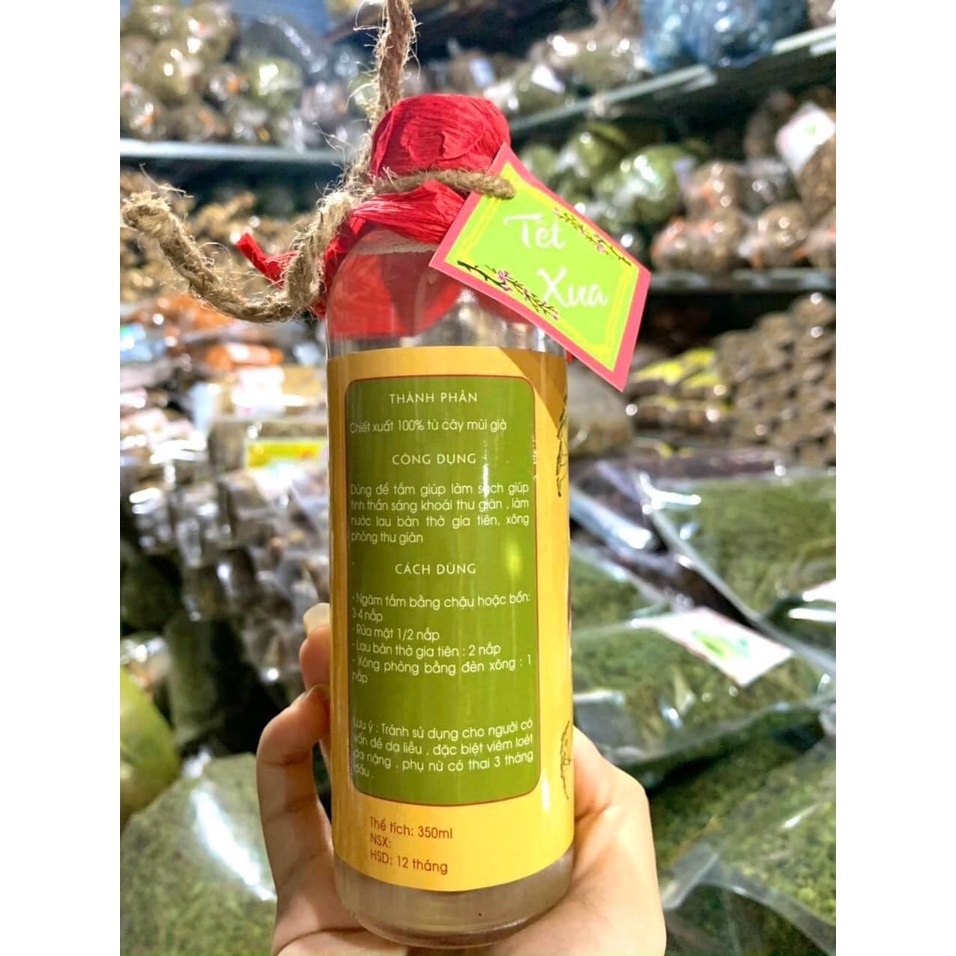 Tết
Xưa
THÀNH PHẦN
Chiết xuất 100% từ cây mùi già
CÔNG DỤNG
Dùng để tắm giúp làm sạch giúp
tinh thần sảng khoái thư giãn , làm
nước lau bàn thờ gia tiên, xông
phòng thư giãn
CÁCH DÙNG
- Ngâm tắm bằng chậu hoặc bồn:
3-4 nắp
- Rửa mặt 1/2 nắp
- Lau bàn thờ gia tiên : 2 nắp
- Xông phòng bằng đèn xông : 1
nắp
Lưu ý : Tránh sử dụng cho người có
vấn đề da liễu , đặc biệt viêm loét
da nặng , phụ nữ có thai 3 tháng
đầu .
Thể tích: 350ml
NSX:
HSD: 12 tháng